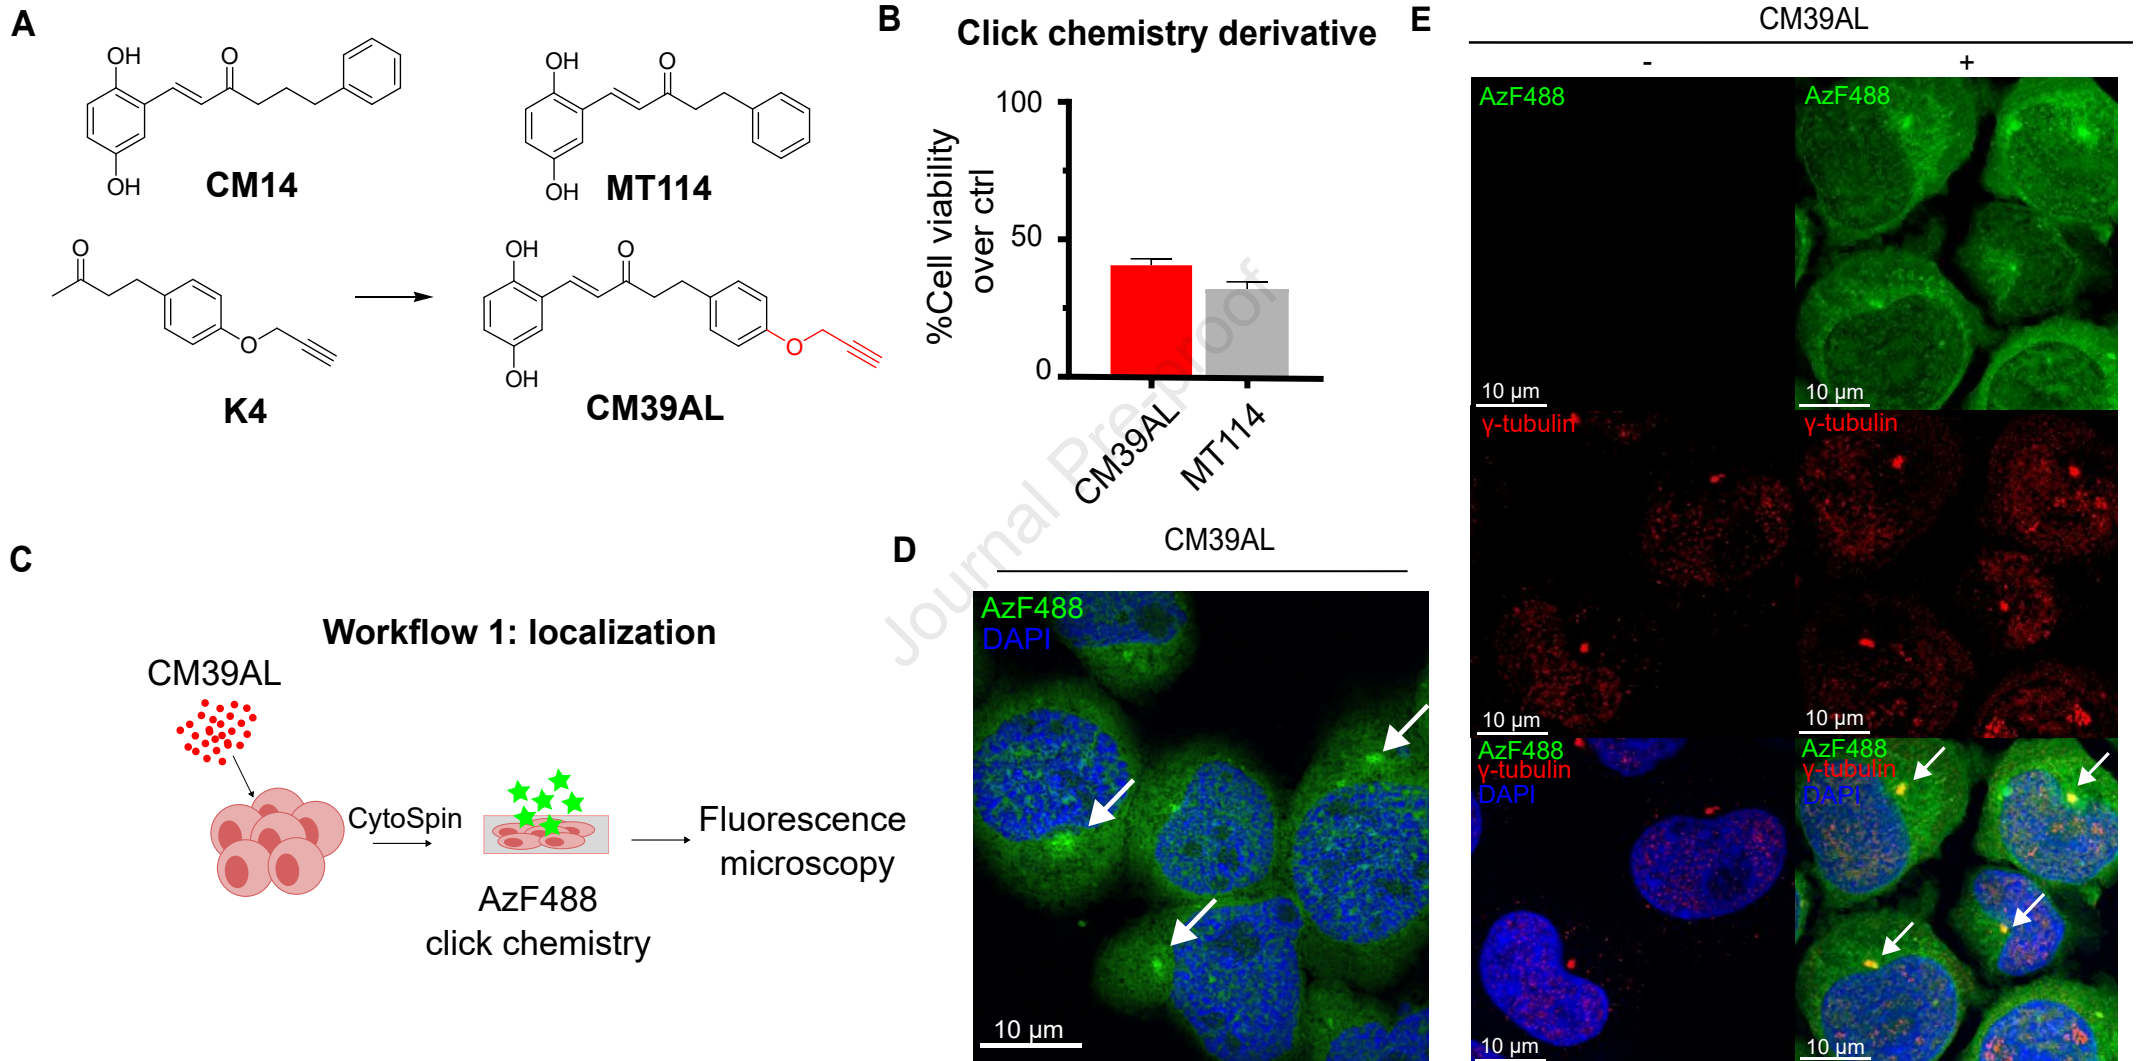 A
OH
O
OH
CM14
OH
O
OH
MT114
O
O
K4
OH
O
O
OH
CM39AL
B
Click chemistry derivative
%Cell viability
over ctrl
100
50
0
CM39AL
MT114
C
Workflow 1: localization
CM39AL
CytoSpin
AzF488
click chemistry
Fluorescence
microscopy
D
CM39AL
AzF488
DAPI
10 µm
E
CM39AL
- +
AzF488
10 µm
AzF488
10 µm
γ-tubulin
10 µm
γ-tubulin
10 µm
AzF488
γ-tubulin
DAPI
10 µm
AzF488
γ-tubulin
DAPI
10 µm
Journal Pre-proof